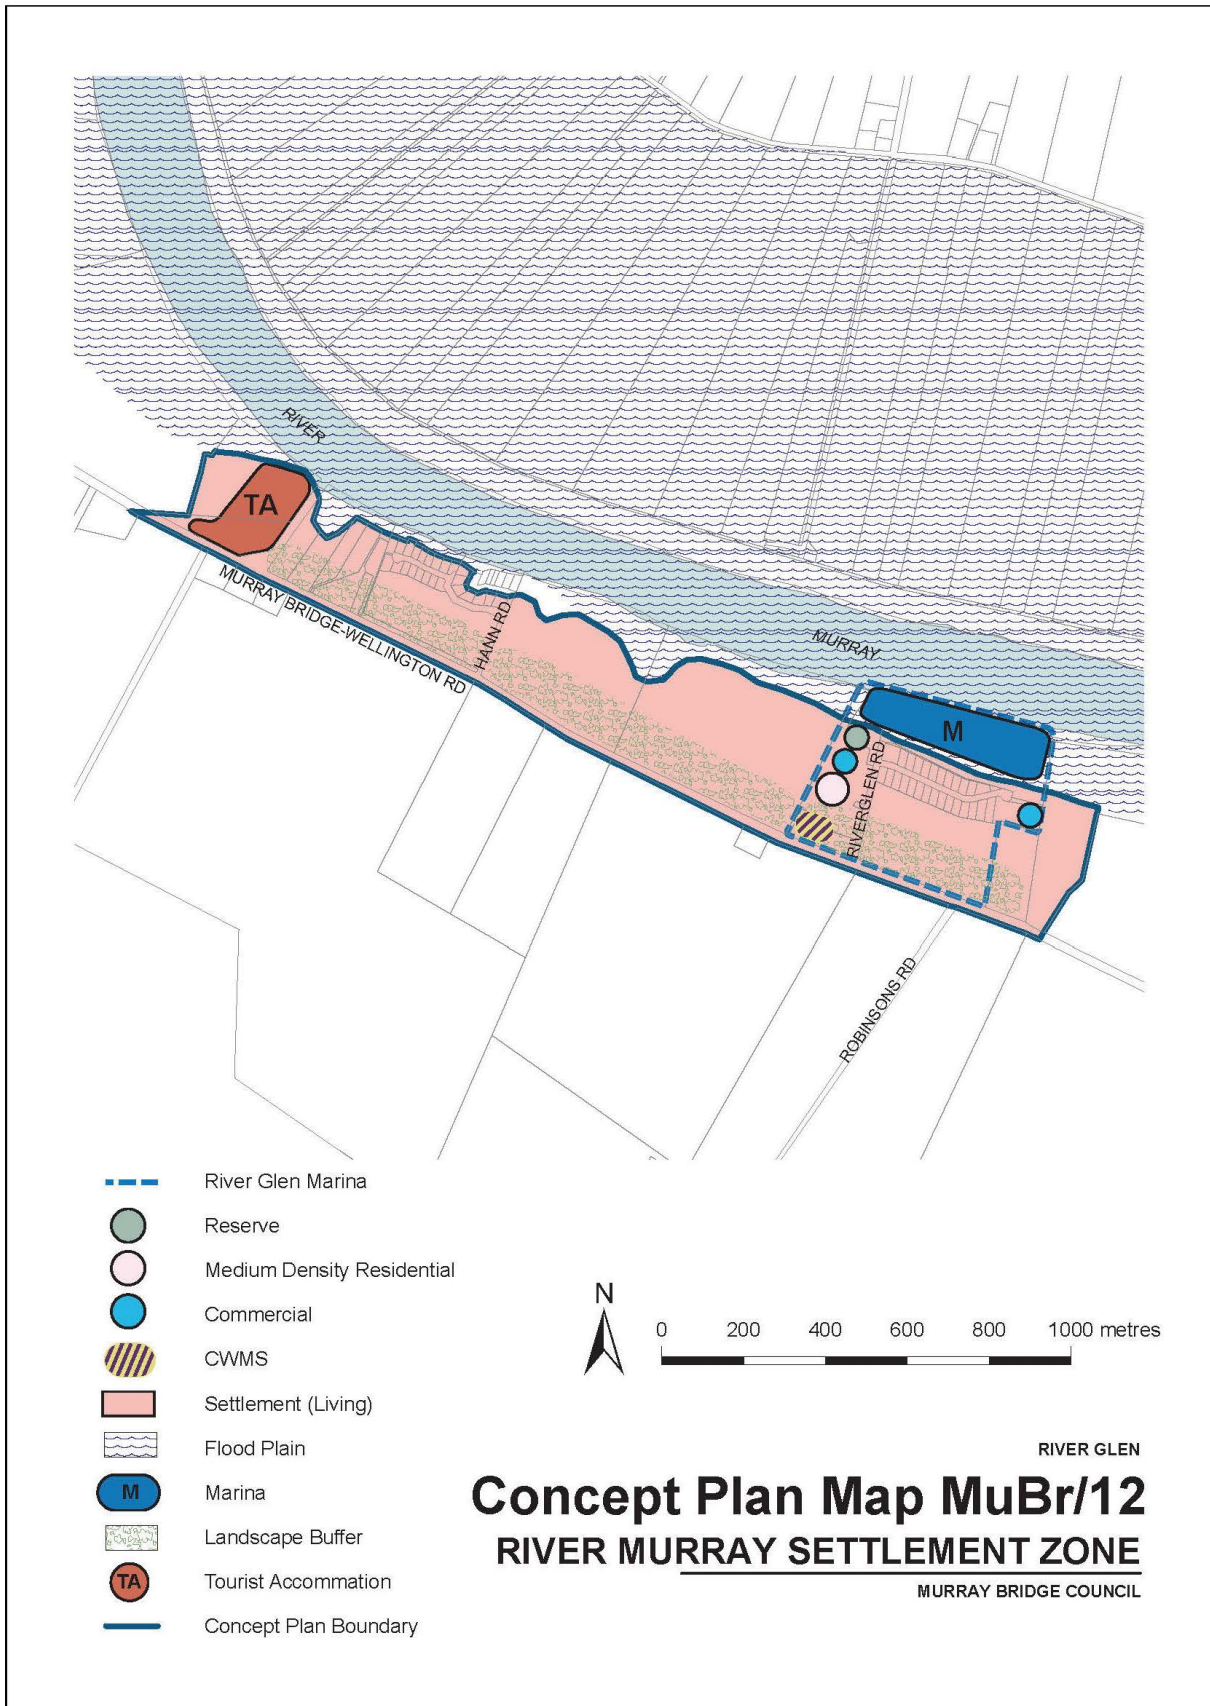 RIVER
TA
MURRAY BRIDGE-WELLINGTON RD
HANN RD
MURRAY
M
RIVERGLEN RD
ROBINSONS RD
River Glen Marina
Reserve
Medium Density Residential
Commercial
CWMS
Settlement (Living)
Flood Plain
M
Marina
Landscape Buffer
TA
Tourist Accommation
Concept Plan Boundary
N
0 200 400 600 800 1000 metres
RIVER GLEN
Concept Plan Map MuBr/12
RIVER MURRAY SETTLEMENT ZONE
MURRAY BRIDGE COUNCIL